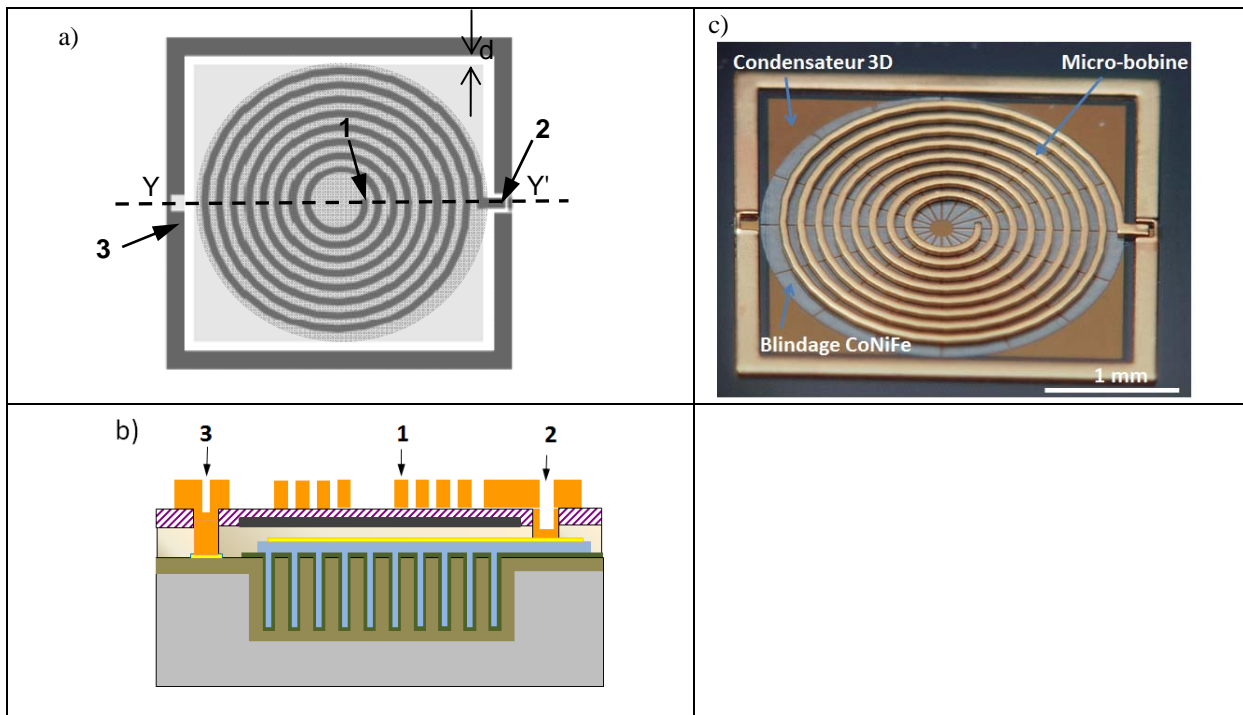 a)
d
1
2
Y
Y'
3
c)
Condensateur 3D
Micro-bobine
Blindage CoNiFe
1 mm
b)
3
1
2